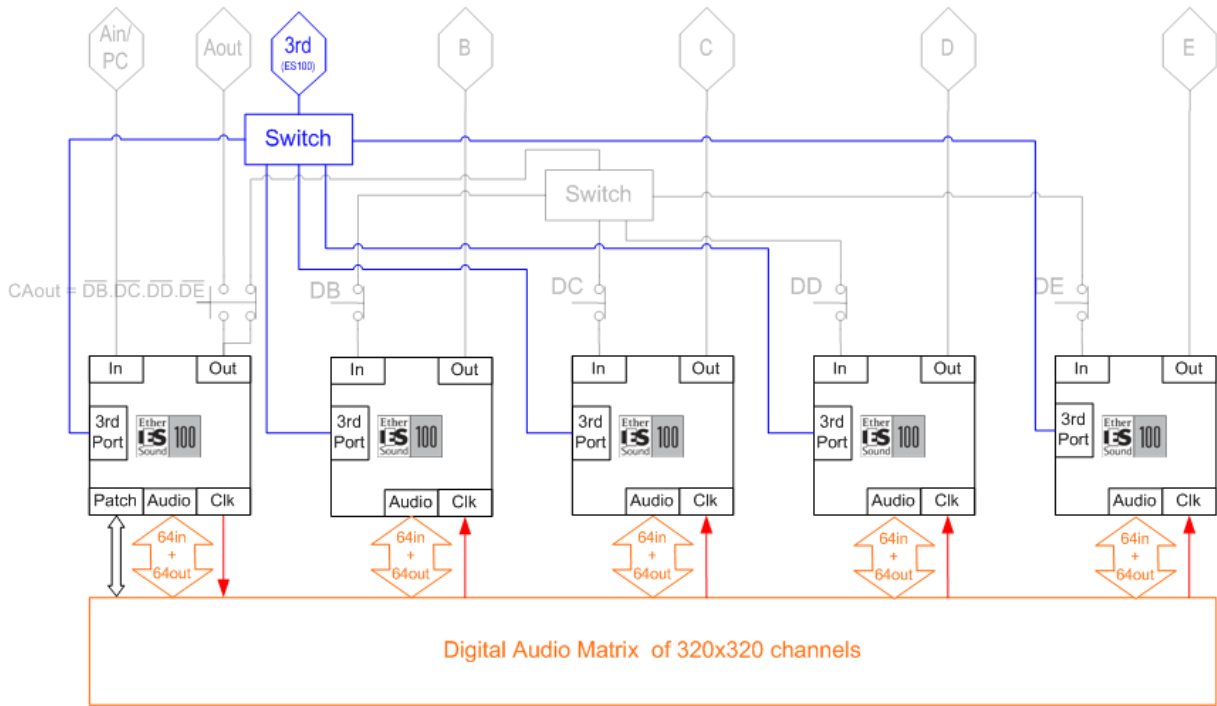 Ain/
PC
Aout
3rd
(ES100)
B
C
D
E
Switch
Switch
CAout = D̅B̅.D̅C̅.D̅D̅.D̅E̅
DB
DC
DD
DE
In
Out
In
Out
In
Out
In
Out
In
Out
3rd
Port
Ether
ES
Sound
100
3rd
Port
Ether
ES
Sound
100
3rd
Port
Ether
ES
Sound
100
3rd
Port
Ether
ES
Sound
100
3rd
Port
Ether
ES
Sound
100
Patch
Audio
Clk
Audio
Clk
Audio
Clk
Audio
Clk
Audio
Clk
64in
+
64out
64in
+
64out
64in
+
64out
64in
+
64out
64in
+
64out
Digital Audio Matrix of 320x320 channels